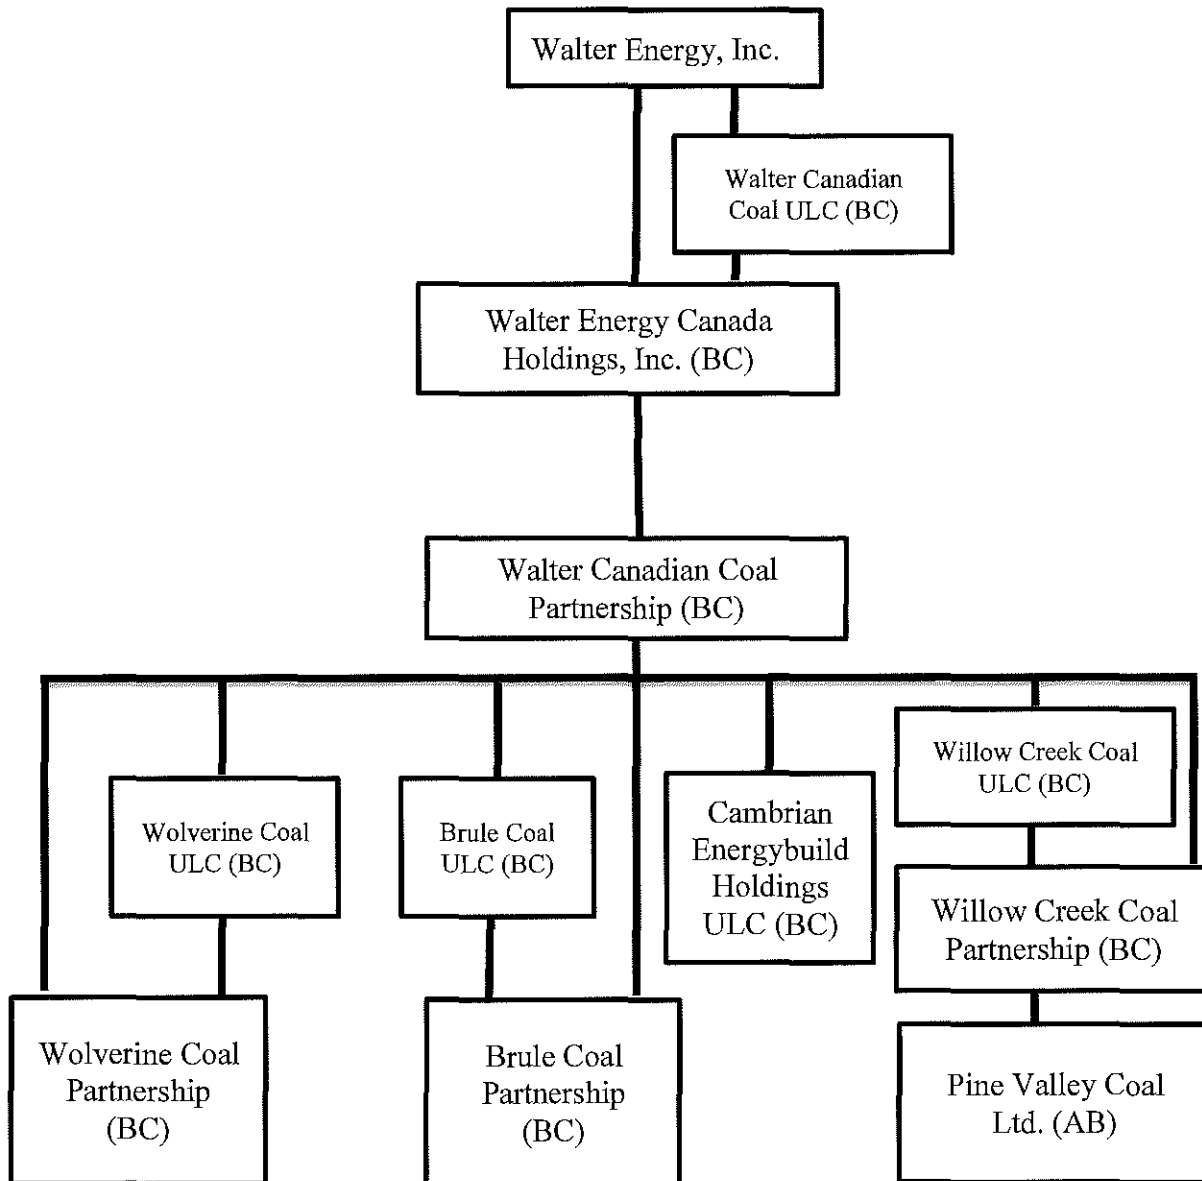 Walter Energy, Inc.
Walter Canadian
Coal ULC (BC)
Walter Energy Canada
Holdings, Inc. (BC)
Walter Canadian Coal
Partnership (BC)
Wolverine Coal
ULC (BC)
Brule Coal
ULC (BC)
Cambrian
Energybuild
Holdings
ULC (BC)
Willow Creek Coal
ULC (BC)
Willow Creek Coal
Partnership (BC)
Wolverine Coal
Partnership
(BC)
Brule Coal
Partnership
(BC)
Pine Valley Coal
Ltd. (AB)